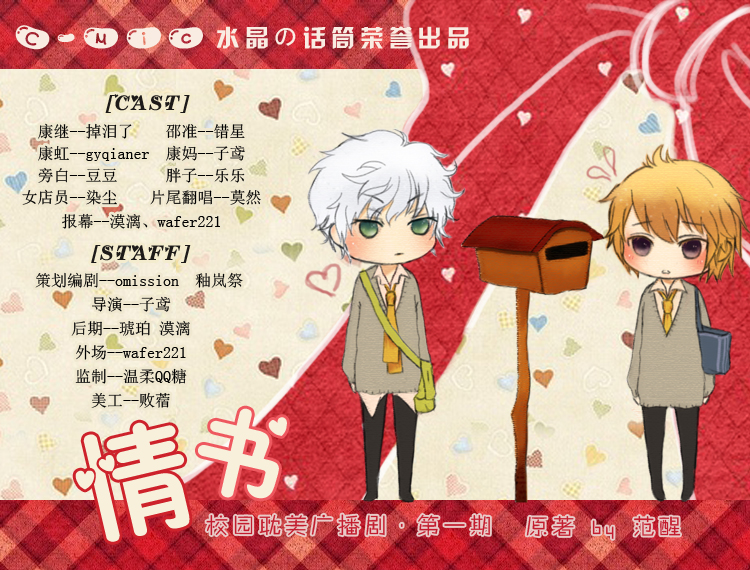 C-MiC 水晶の话筒荣誉出品
[CAST]
康继--掉泪了 邵准--错星
康虹--gyqianer 康妈--子鸢
旁白--豆豆 胖子--乐乐
女店员--染尘 片尾翻唱--莫然
报幕--漠漓、wafer221
[STAFF]
策划编剧--omission 釉岚祭
导演--子鸢
后期--琥珀 漠漓
外场--wafer221
监制--温柔QQ糖
美工--败蓿
情书
校园耽美广播剧·第一期 原著 by 范醒